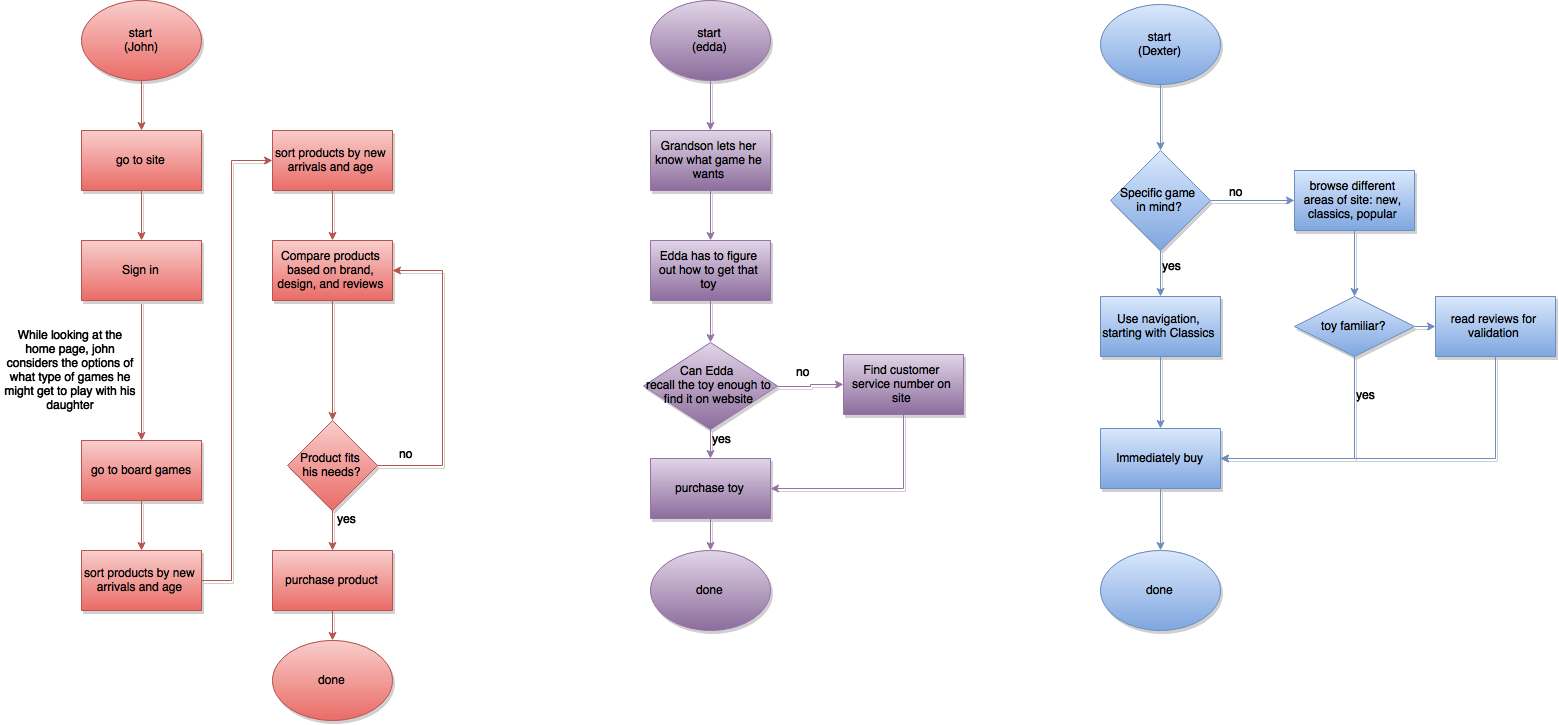 start
(John)
go to site
Sign in
While looking at the
home page, john
considers the options of
what type of games he
might get to play with his
daughter
go to board games
sort products by new
arrivals and age
sort products by new
arrivals and age
Compare products
based on brand,
design, and reviews
Product fits
his needs?
no
yes
purchase product
done
start
(edda)
Grandson lets her
know what game he
wants
Edda has to figure
out how to get that
toy
Can Edda
recall the toy enough to
find it on website
no
Find customer
service number on
site
yes
purchase toy
done
start
(Dexter)
Specific game
in mind?
no
browse different
areas of site: new,
classics, popular
yes
Use navigation,
starting with Classics
toy familiar?
read reviews for
validation
yes
Immediately buy
done